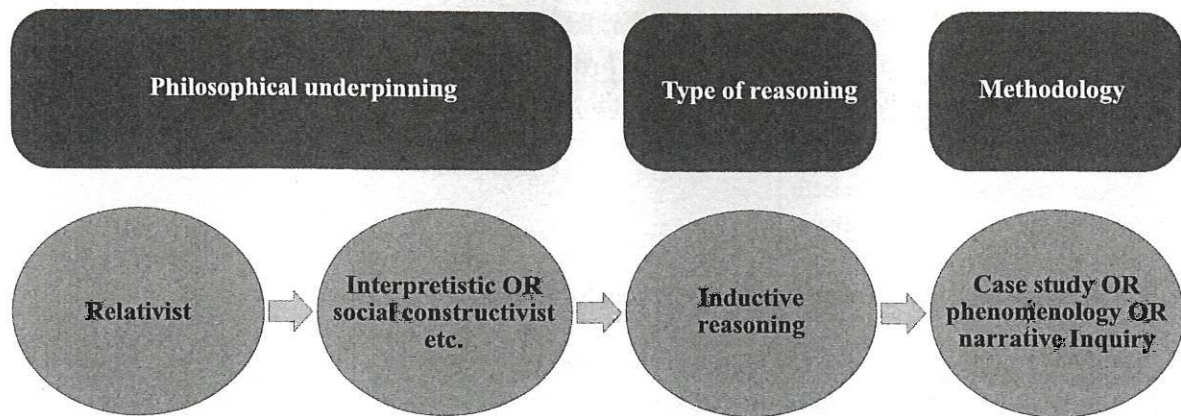 Philosophical underpinning
Type of reasoning
Methodology
Relativist
Interpretistic OR
social constructivist
etc.
Inductive
reasoning
Case study OR
phenomenology OR
narrative Inquiry